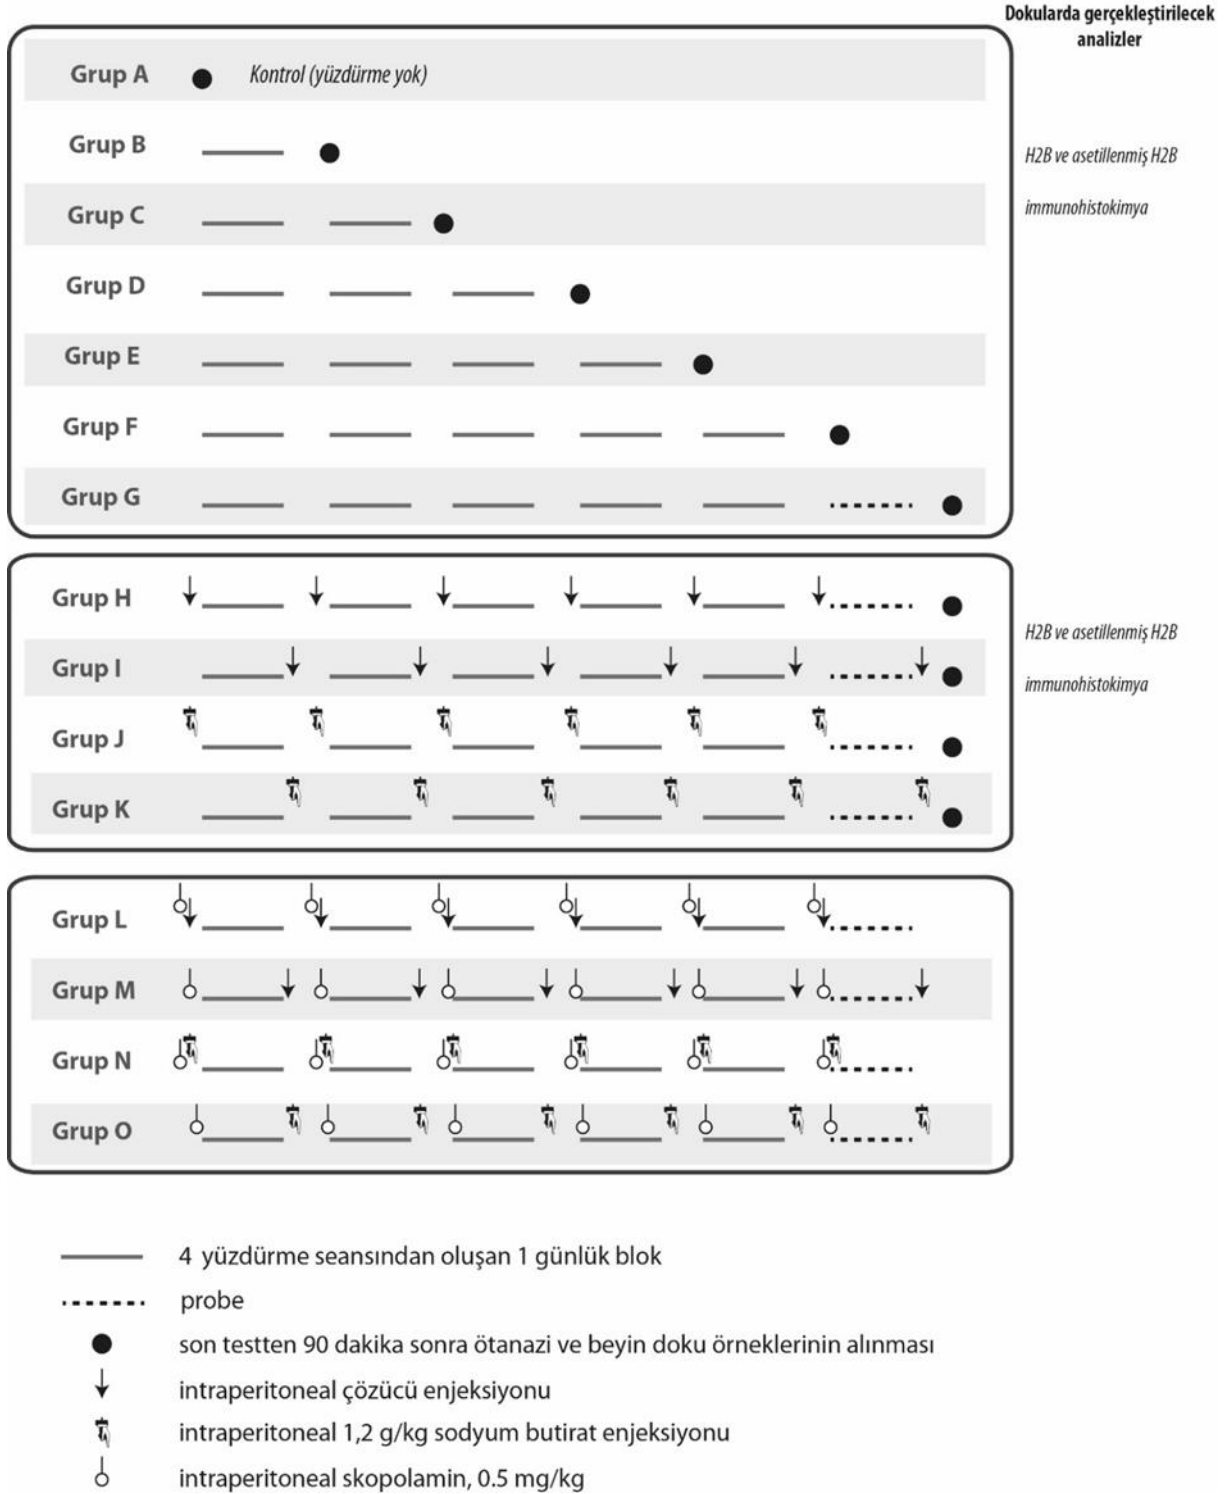 Dokularda gerçekleştirilecek
analizler
Grup A
Kontrol (yüzdürme yok)
Grup B
H2B ve asetillenmiş H2B
Grup C
immunohistokimya
Grup D
Grup E
Grup F
Grup G
Grup H
H2B ve asetillenmiş H2B
Grup I
immunohistokimya
Grup J
Grup K
Grup L
Grup M
Grup N
Grup O
4 yüzdürme seansından oluşan 1 günlük blok
probe
son testten 90 dakika sonra ötanazi ve beyin doku örneklerinin alınması
intraperitoneal çözücü enjeksiyonu
intraperitoneal 1,2 g/kg sodyum butirat enjeksiyonu
intraperitoneal skopolamin, 0.5 mg/kg